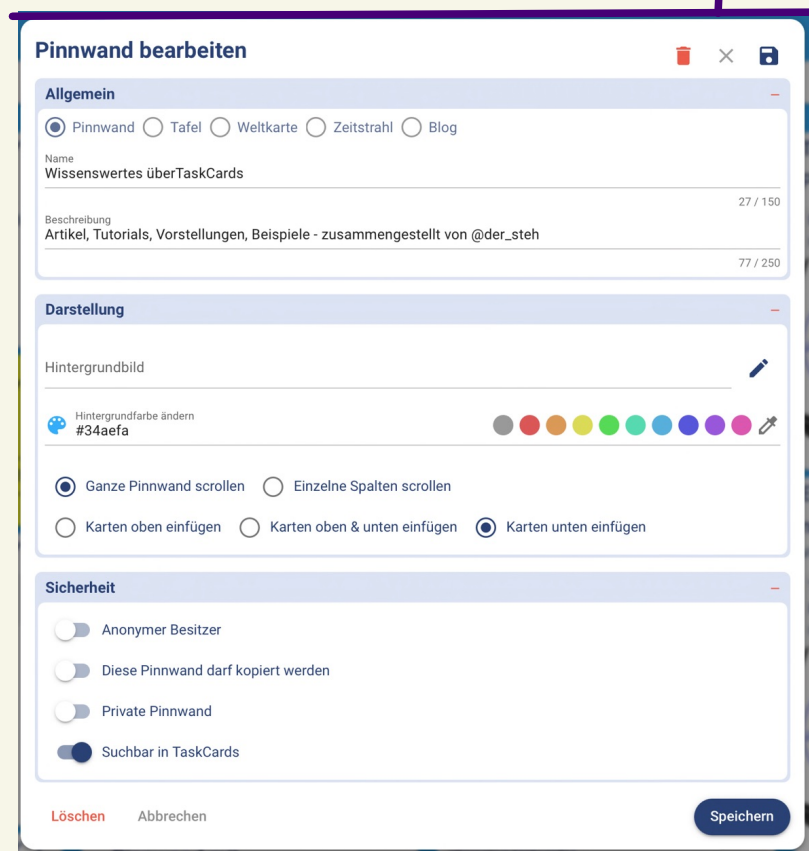 Pinnwand bearbeiten
Allgemein
Pinnwand Tafel Weltkarte Zeitstrahl Blog
Name
Wissenswertes überTaskCards
27 / 150
Beschreibung
Artikel, Tutorials, Vorstellungen, Beispiele - zusammengestellt von @der_steh
77 / 250
Darstellung
Hintergrundbild
Hintergrundfarbe ändern
#34aefa
Ganze Pinnwand scrollen Einzelne Spalten scrollen
Karten oben einfügen Karten oben & unten einfügen Karten unten einfügen
Sicherheit
Anonymer Besitzer
Diese Pinnwand darf kopiert werden
Private Pinnwand
Suchbar in TaskCards
Löschen Abbrechen Speichern